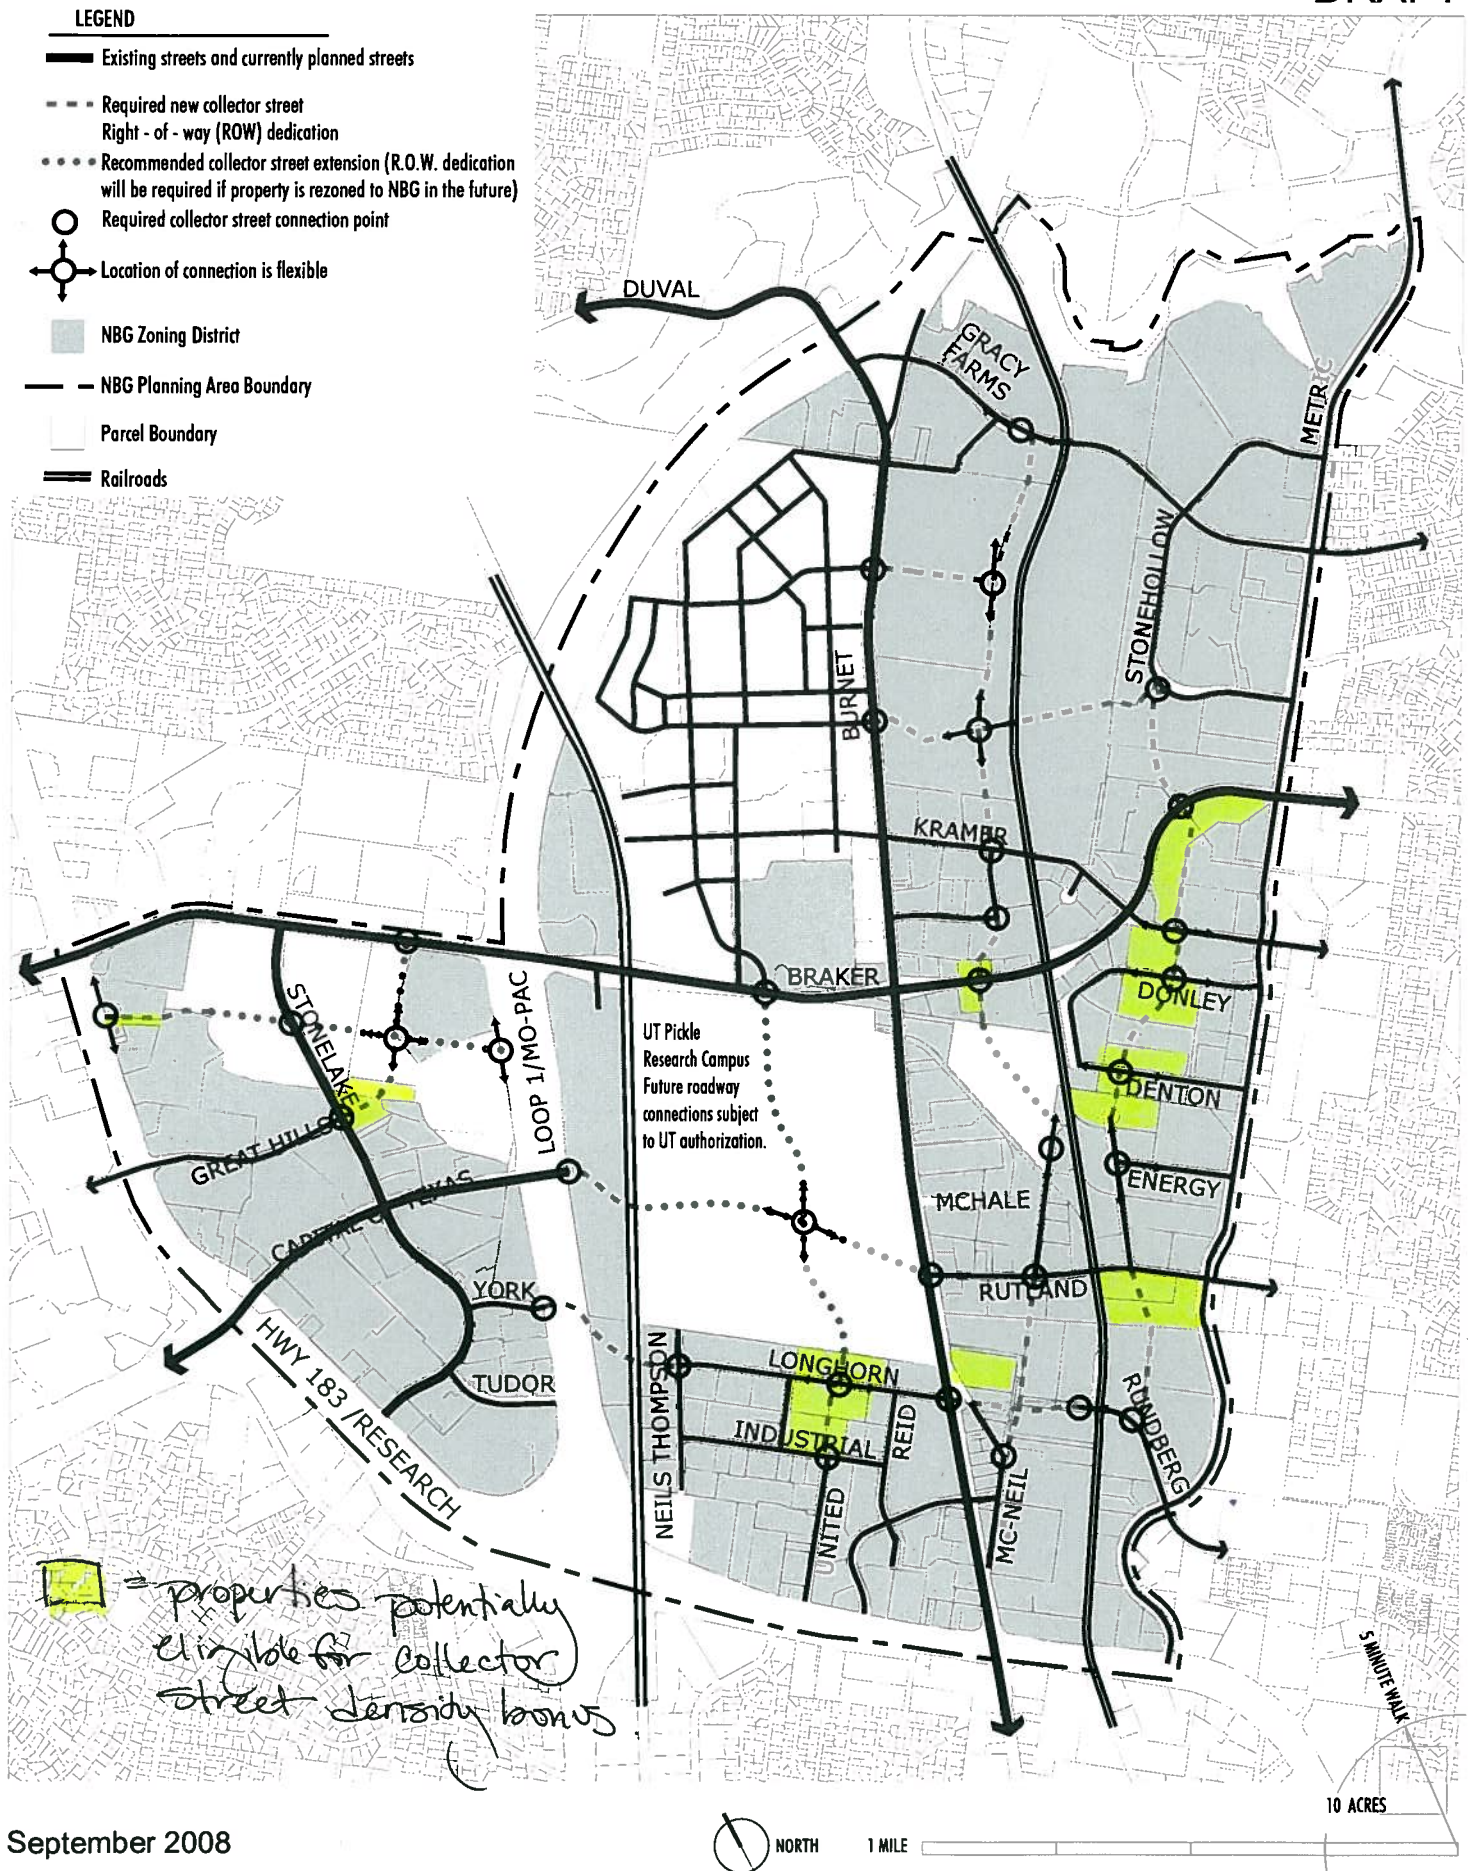 DRAFT
LEGEND
Existing streets and currently planned streets
Required new collector street
Right - of - way (ROW) dedication
Recommended collector street extension (R.O.W. dedication
will be required if property is rezoned to NBG in the future)
Required collector street connection point
Location of connection is flexible
NBG Zoning District
NBG Planning Area Boundary
Parcel Boundary
Railroads
DUVAL
GRACY
FARMS
METRIC
STONEHOLLOW
BURNET
KRAMER
BRAKER
DONLEY
STONELAKE
LOOP 1/MO-PAC
UT Pickle
Research Campus
Future roadway
connections subject
to UT authorization.
DENTON
GREAT HILLS
ENERGY
MCHALE
CAPITAL OF TEXAS
YORK
RUTLAND
HWY 183 /RESEARCH
TUDOR
NEILS THOMPSON
LONGHORN
INDUSTRIAL
REID
RUNDBERG
UNITED
MC-NEIL
= properties potentially
eligible for collector
street density bonus
5 MINUTE WALK
10 ACRES
September 2008
NORTH
1 MILE